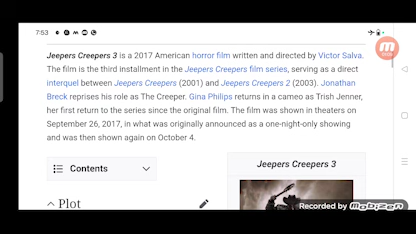 7:53
Jeepers Creepers 3 is a 2017 American horror film written and directed by Victor Salva.
The film is the third installment in the Jeepers Creepers film series, serving as a direct
interquel between Jeepers Creepers (2001) and Jeepers Creepers 2 (2003). Jonathan
Breck reprises his role as The Creeper. Gina Philips returns in a cameo as Trish Jenner,
her first return to the series since the original film. The film was shown in theaters on
September 26, 2017, in what was originally announced as a one-night-only showing
and was then shown again on October 4.
Contents
Jeepers Creepers 3
Plot
Recorded by Mobizen